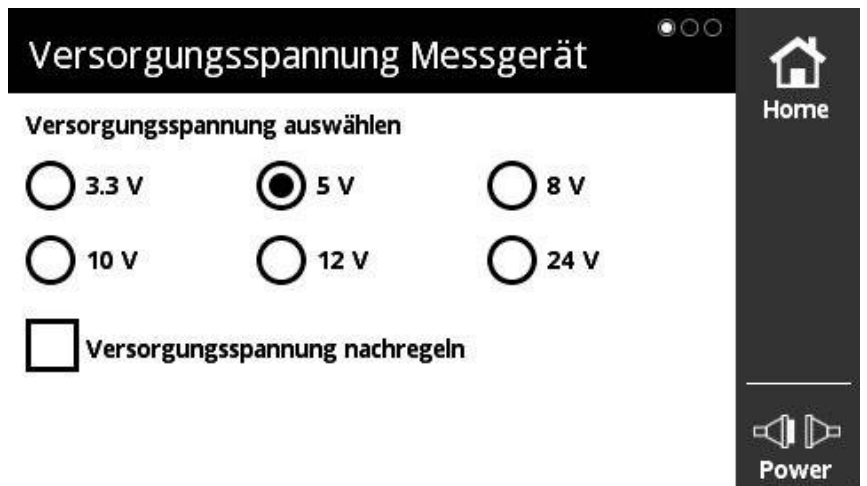 Versorgungsspannung Messgerät
Home
Versorgungsspannung auswählen
3.3 V 5 V 8 V
10 V 12 V 24 V
Versorgungsspannung nachregeln
Power